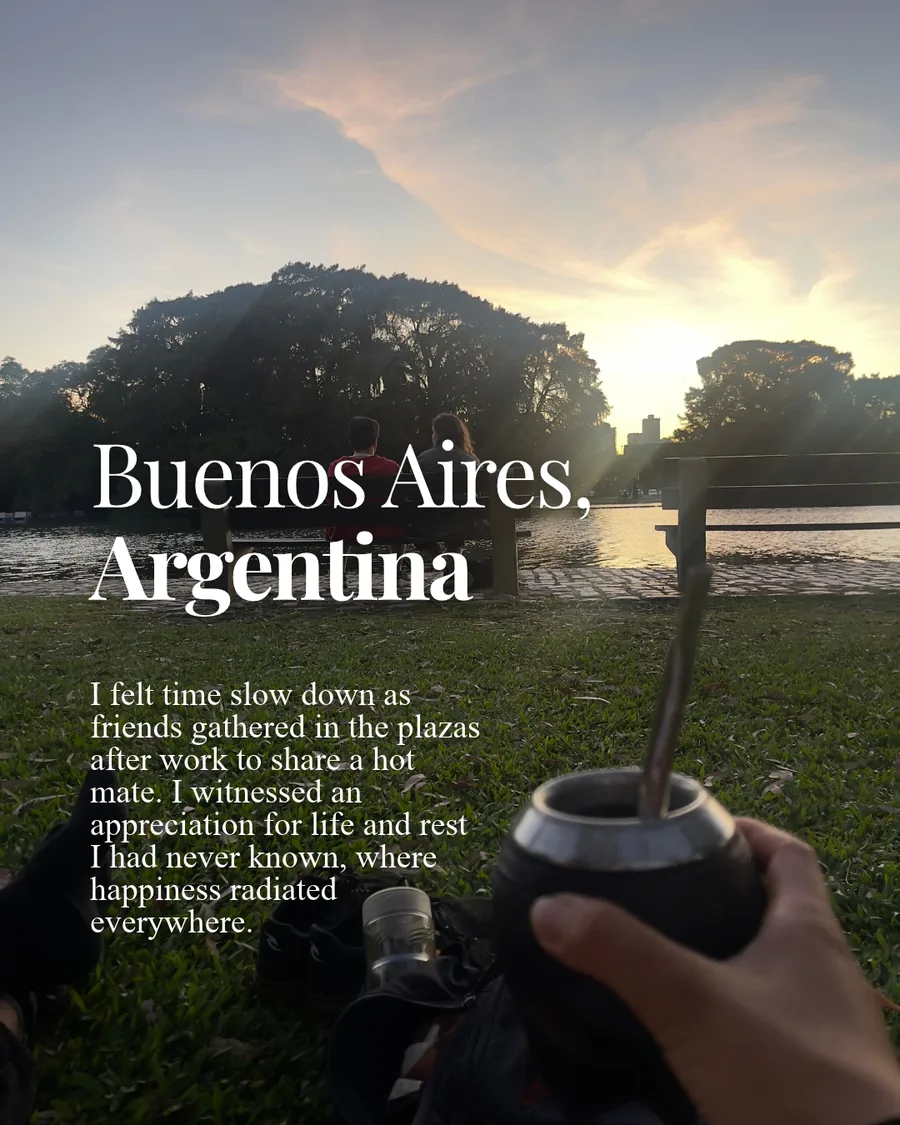 Buenos Aires,
Argentina
I felt time slow down as
friends gathered in the plazas
after work to share a hot
mate. I witnessed an
appreciation for life and rest
I had never known, where
happiness radiated
everywhere.